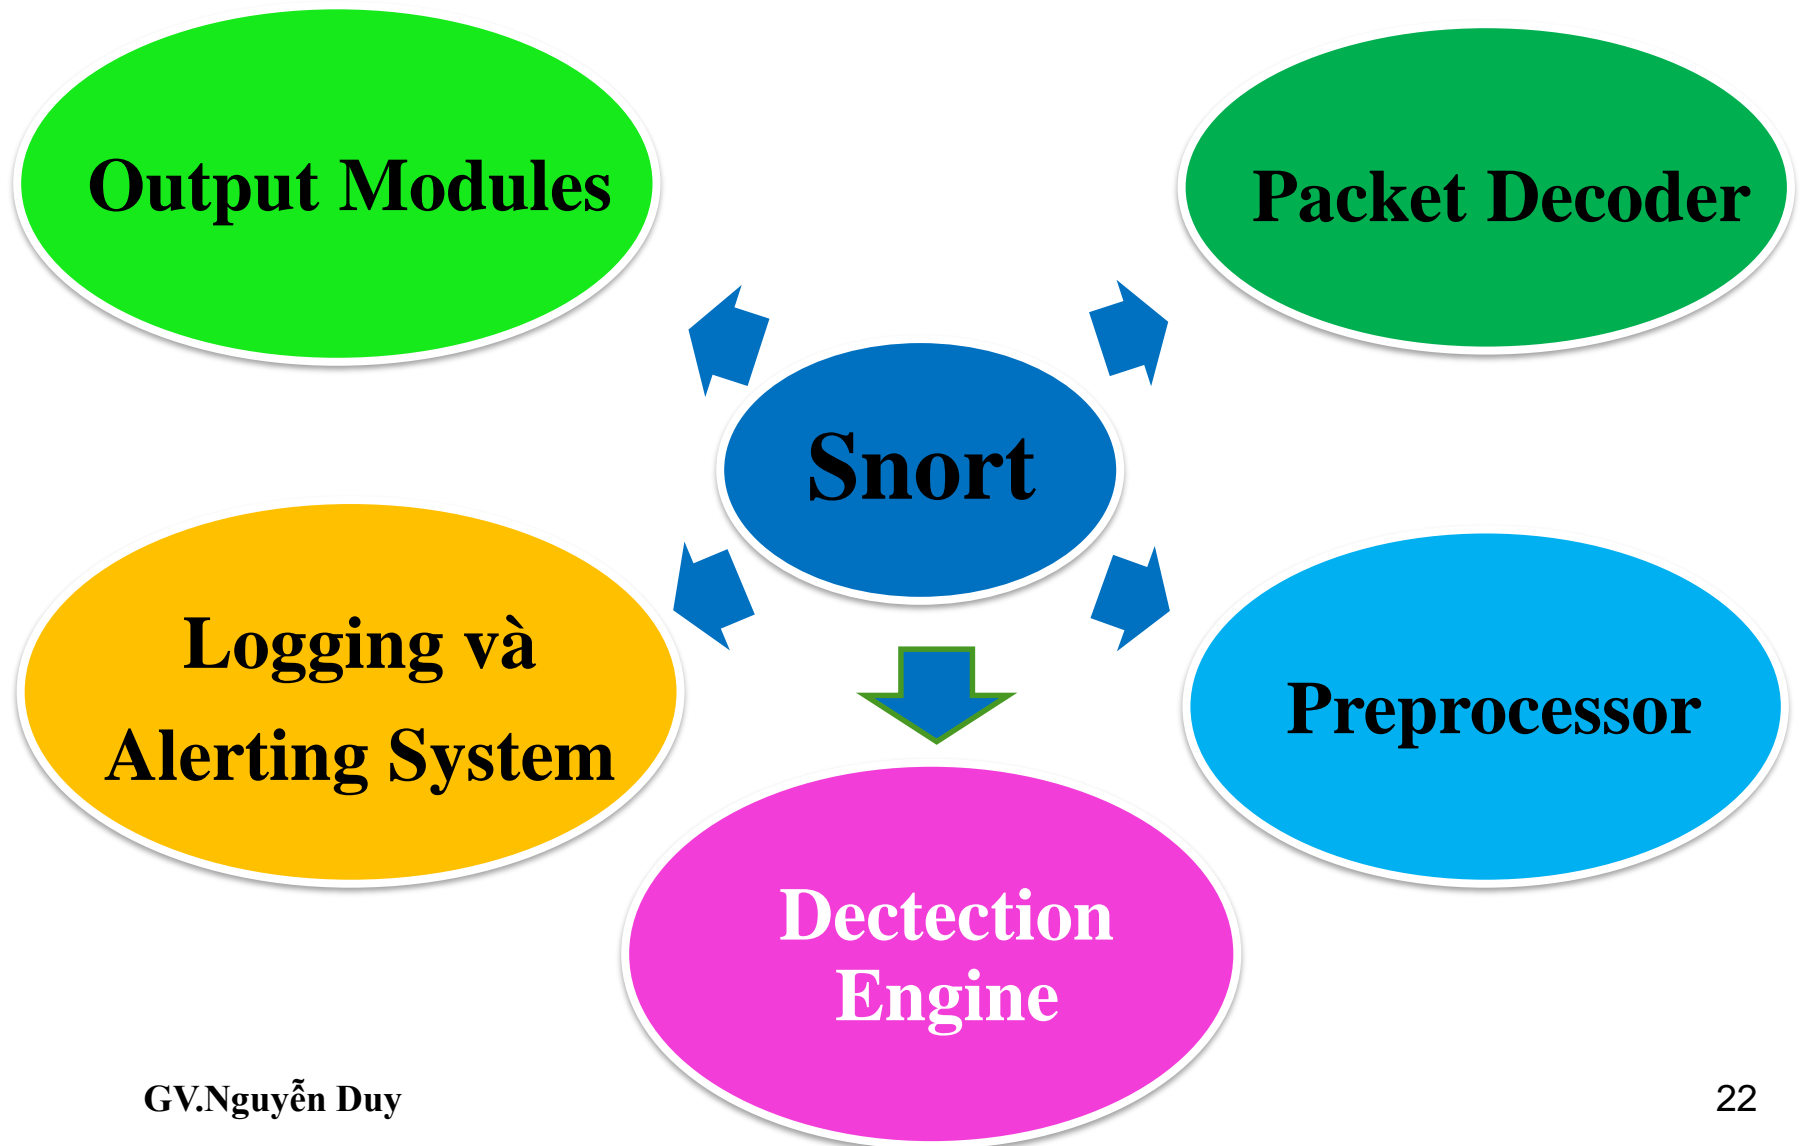 Output Modules
Packet Decoder
Snort
Logging và
Alerting System
Preprocessor
Dectection
Engine
GV.Nguyễn Duy
22